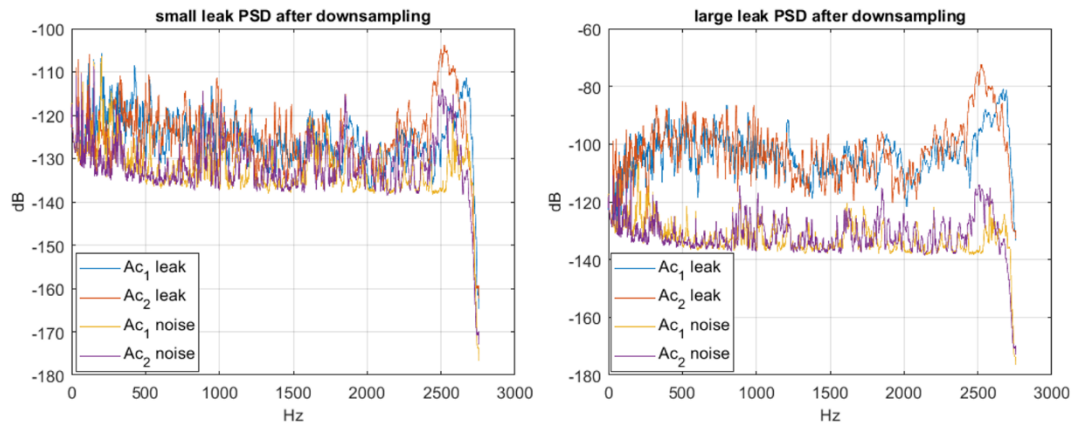 small leak PSD after downsampling
-100
-110
-120
-130
-140
-150
-160
-170
-180
dB
0
500
1000
1500
2000
2500
3000
Hz
Ac1 leak
Ac2 leak
Ac1 noise
Ac2 noise
large leak PSD after downsampling
-60
-80
-100
-120
-140
-160
-180
dB
0
500
1000
1500
2000
2500
3000
Hz
Ac1 leak
Ac2 leak
Ac1 noise
Ac2 noise